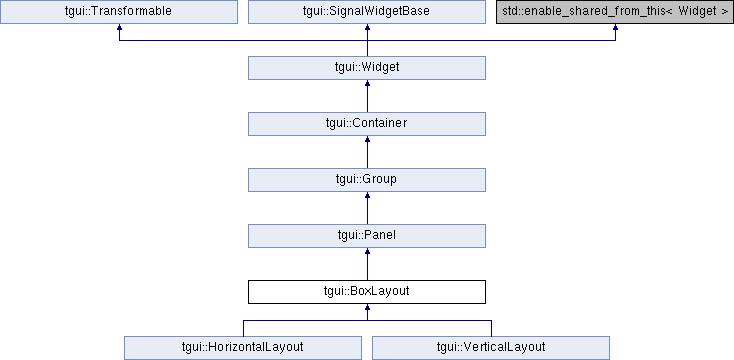 tgui::Transformable
tgui::SignalWidgetBase
std::enable_shared_from_this< Widget >
tgui::Widget
tgui::Container
tgui::Group
tgui::Panel
tgui::BoxLayout
tgui::HorizontalLayout
tgui::VerticalLayout